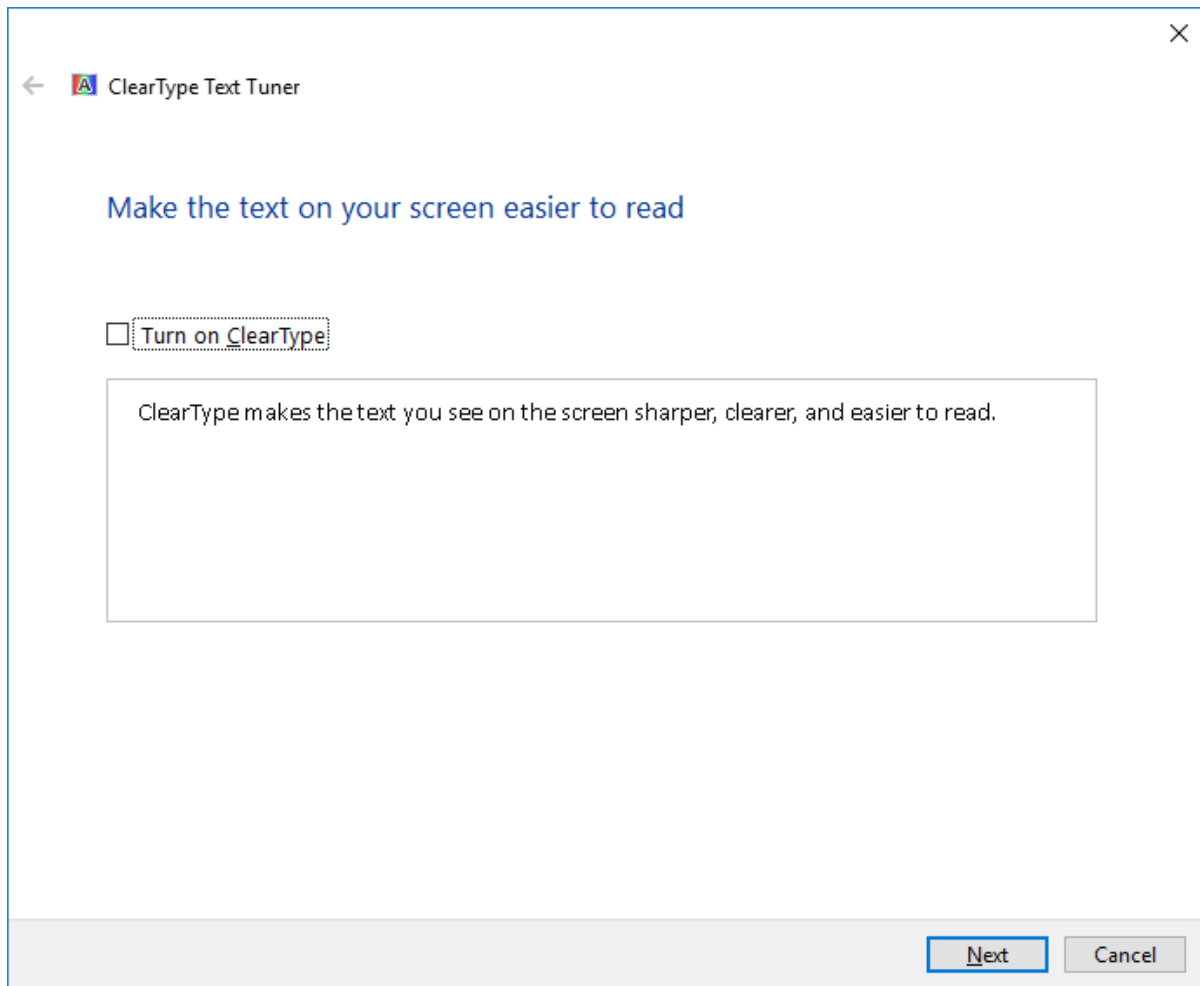 ClearType Text Tuner
Make the text on your screen easier to read
Turn on ClearType
ClearType makes the text you see on the screen sharper, clearer, and easier to read.
Next
Cancel